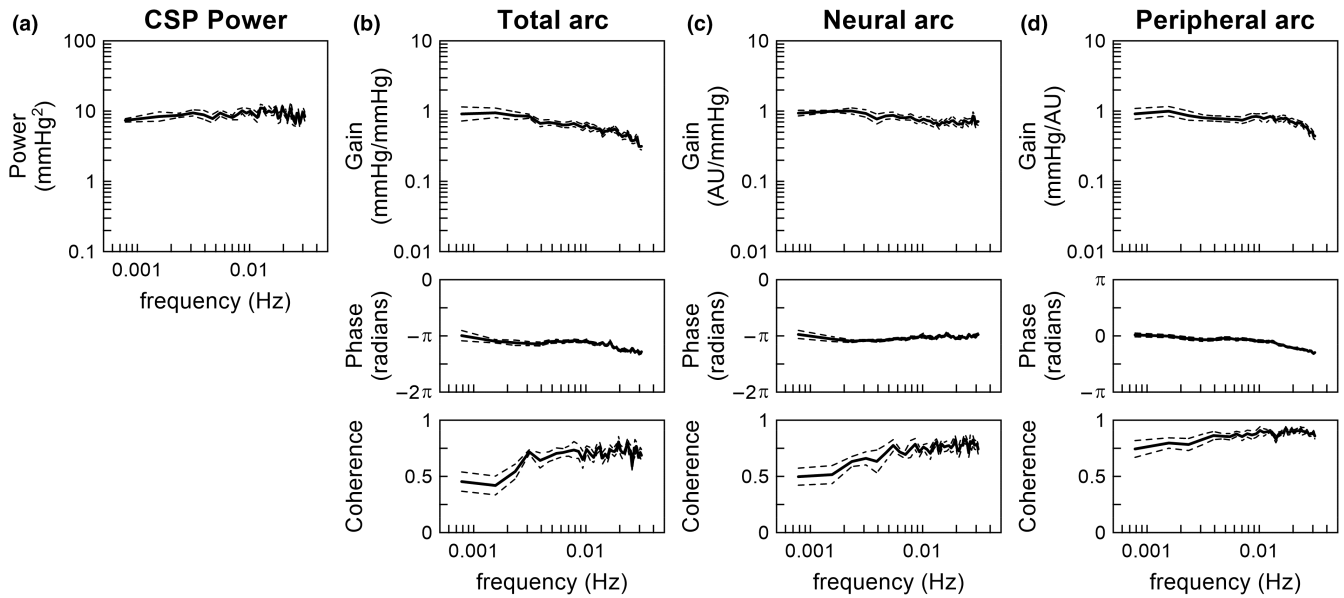 (a) CSP Power
100
10
1
0.1
Power
(mmHg²)
0.001 0.01
frequency (Hz)
(b) Total arc
10
1
0.1
0.01
Gain
(mmHg/mmHg)
0
−π
−2π
Phase
(radians)
1
0.5
0
Coherence
0.001 0.01
frequency (Hz)
(c) Neural arc
10
1
0.1
0.01
Gain
(AU/mmHg)
0
−π
−2π
Phase
(radians)
1
0.5
0
Coherence
0.001 0.01
frequency (Hz)
(d) Peripheral arc
10
1
0.1
0.01
Gain
(mmHg/AU)
π
0
−π
Phase
(radians)
1
0.5
0
Coherence
0.001 0.01
frequency (Hz)